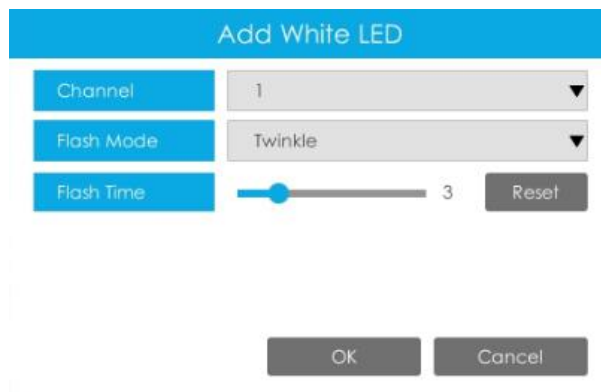 Add White LED
Channel 1
Flash Mode Twinkle
Flash Time 3 Reset
OK Cancel